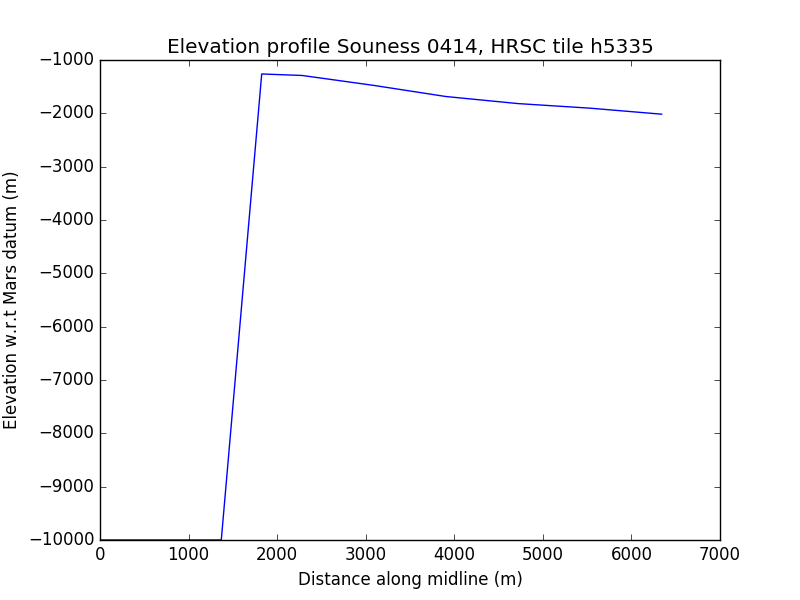 Elevation profile Souness 0414, HRSC tile h5335
−1000
−2000
−3000
−4000
−5000
−6000
−7000
−8000
−9000
−10000
0 1000 2000 3000 4000 5000 6000 7000
Distance along midline (m)
Elevation w.r.t Mars datum (m)